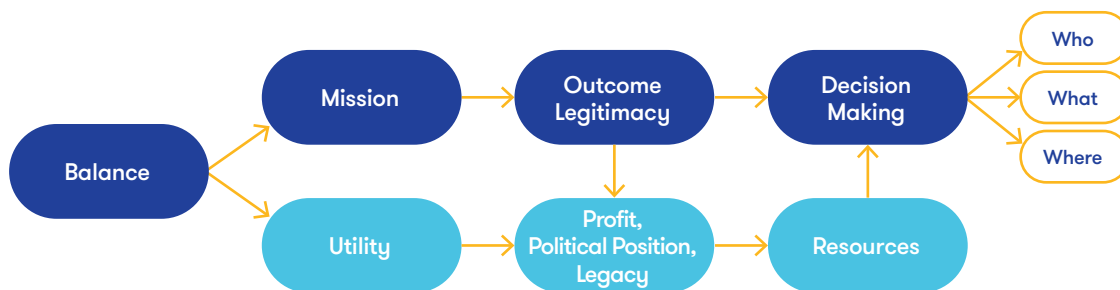 Balance
Mission
Outcome
Legitimacy
Decision
Making
Who
What
Where
Utility
Profit,
Political Position,
Legacy
Resources